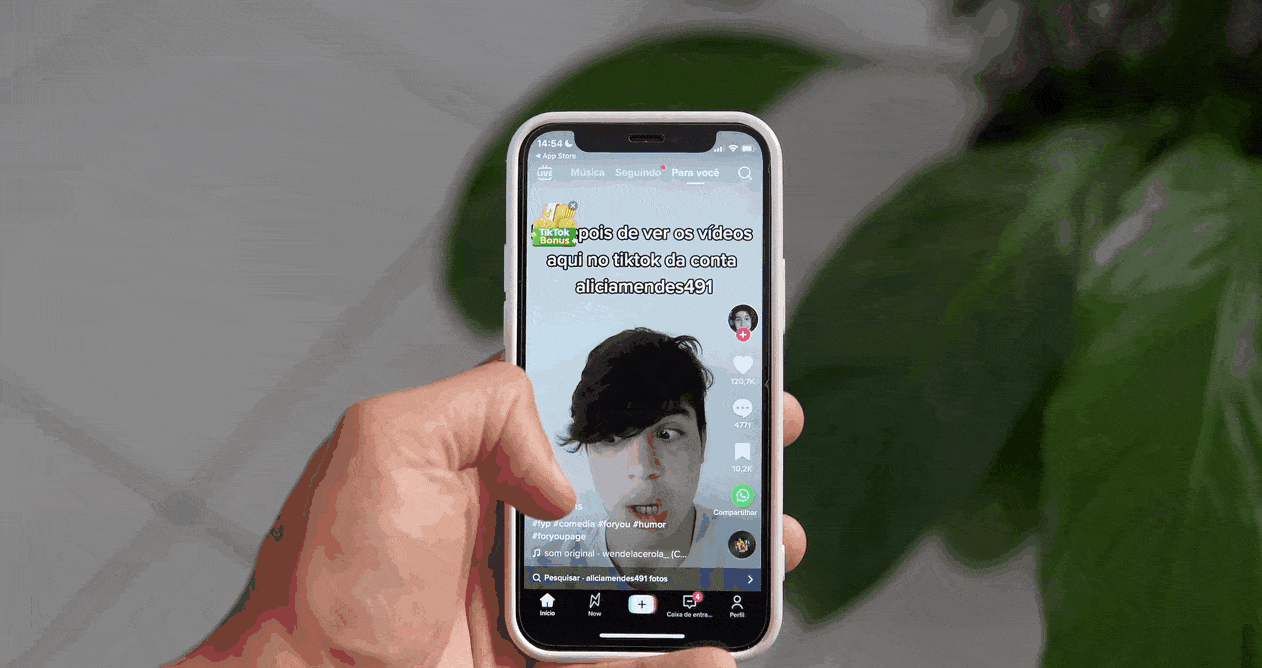 14:54
App Store
LIVE
Música Seguindo Para você
TikTok
Bonus
pois de ver os vídeos
aqui no tiktok da conta
aliciamendes491
120,7K
4771
10,2K
Compartilhar
#fyp #comedia #foryou #humor
#foryoupage
som original - wendelacerola_ (C...
Pesquisar · aliciamendes491 fotos
4
Início Now Caixa de entra... Perfil